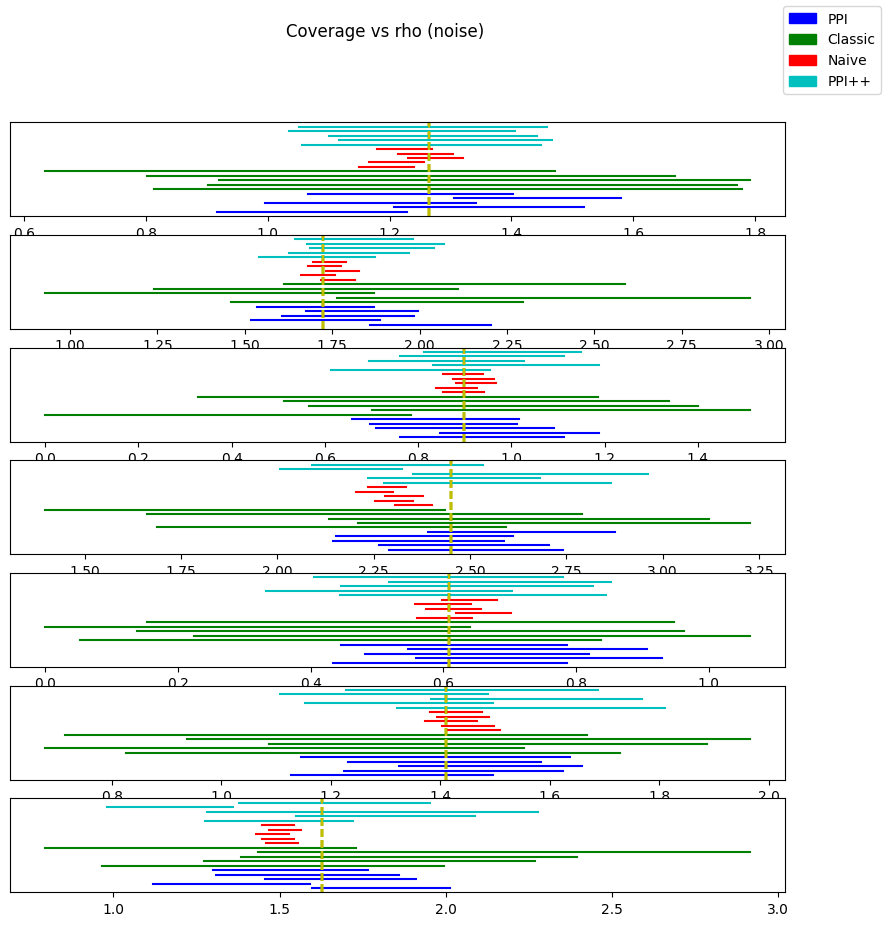 Coverage vs rho (noise)
PPI
Classic
Naive
PPI++
0.6 0.8 1.0 1.2 1.4 1.6 1.8
1.00 1.25 1.50 1.75 2.00 2.25 2.50 2.75 3.00
0.0 0.2 0.4 0.6 0.8 1.0 1.2 1.4
1.50 1.75 2.00 2.25 2.50 2.75 3.00 3.25
0.0 0.2 0.4 0.6 0.8 1.0
0.8 1.0 1.2 1.4 1.6 1.8 2.0
1.0 1.5 2.0 2.5 3.0